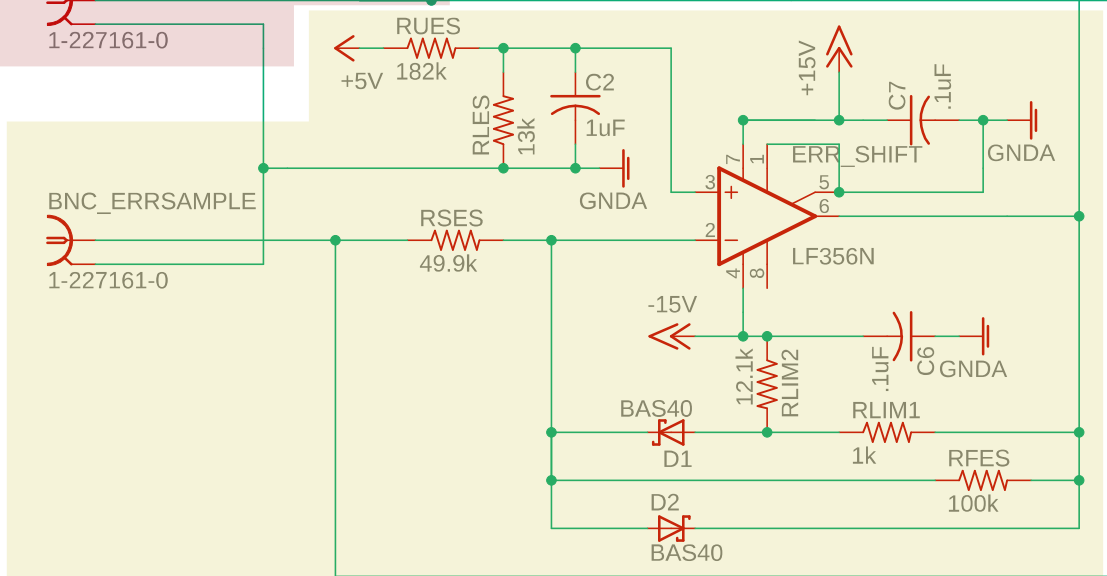 1-227161-0
RUES
182k
+5V
RLES
13k
C2
1uF
GNDA
+15V
C7
.1uF
GNDA
ERR_SHIFT
7
1
3
5
6
2
4
8
LF356N
BNC_ERRSAMPLE
1-227161-0
RSES
49.9k
-15V
12.1k
RLIM2
.1uF
C6
GNDA
BAS40
D1
RLIM1
1k
RFES
100k
D2
BAS40